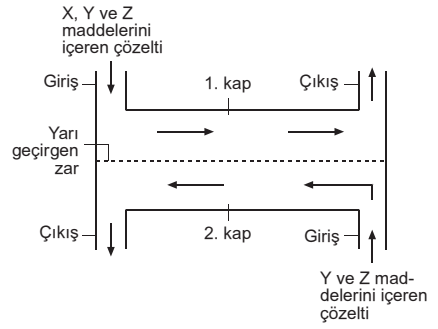 X, Y ve Z
maddelerini
içeren çözelti
Giriş
1. kap
Çıkış
Yarı
geçirgen
zar
Çıkış
2. kap
Giriş
Y ve Z mad-
delerini içeren
çözelti